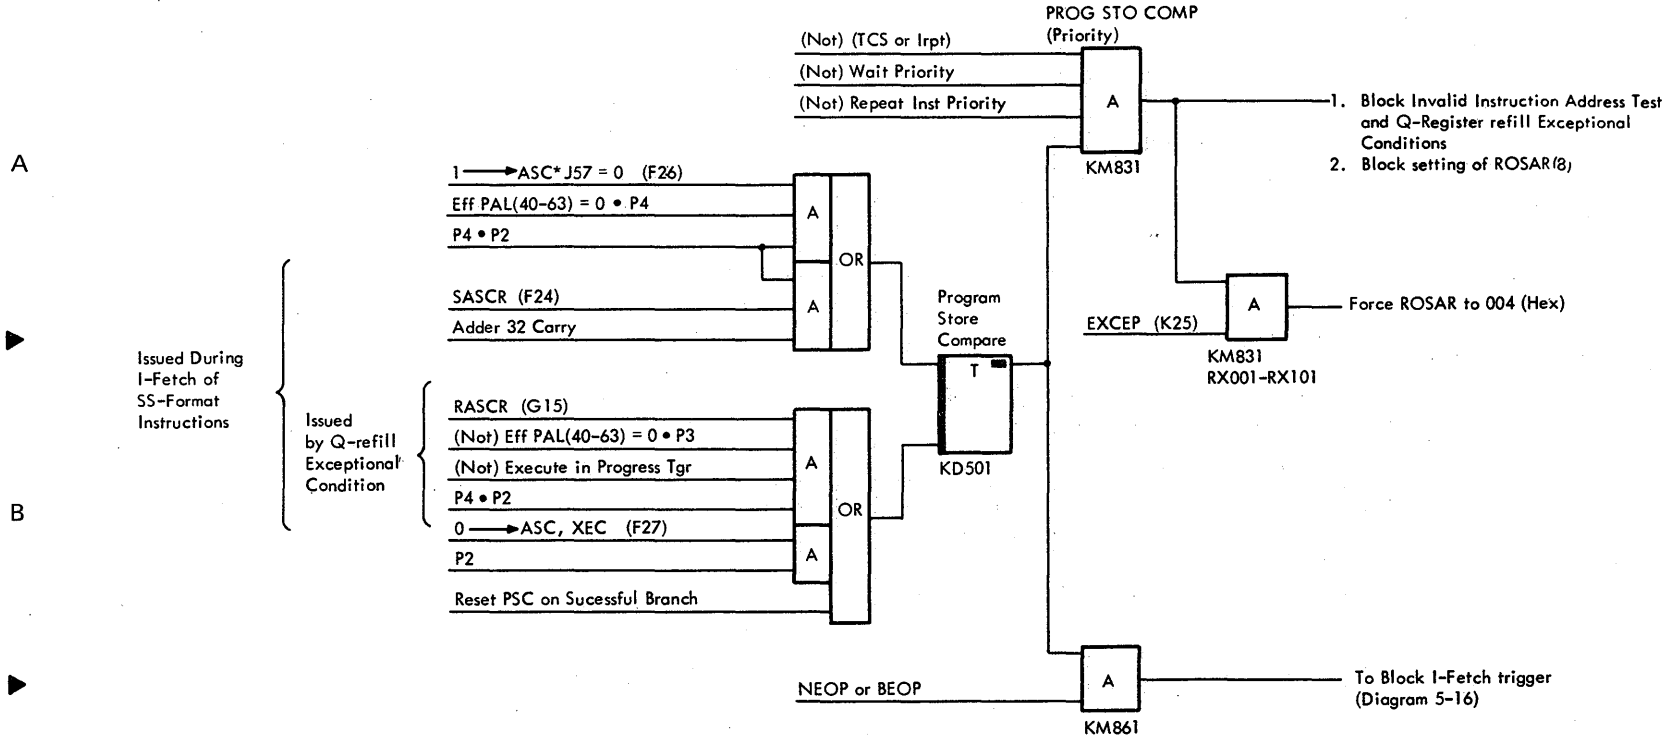 PROG STO COMP
(Priority)
(Not) (TCS or Irpt)
(Not) Wait Priority
(Not) Repeat Inst Priority
A
KM831
1. Block Invalid Instruction Address Test
and Q-Register refill Exceptional
Conditions
2. Block setting of ROSAR(8)
A
1 → ASC* J57 = 0 (F26)
Eff PAL(40-63) = 0 • P4
P4 • P2
A
OR
SASCR (F24)
Adder 32 Carry
A
EXCEP (K25)
A
Force ROSAR to 004 (Hex)
KM831
RX001-RX101
Program
Store
Compare
T
KD501
Issued During
I-Fetch of
SS-Format
Instructions
Issued
by Q-refill
Exceptional
Condition
RASCR (G15)
(Not) Eff PAL(40-63) = 0 • P3
(Not) Execute in Progress Tgr
P4 • P2
A
OR
B
0 → ASC, XEC (F27)
P2
A
Reset PSC on Sucessful Branch
NEOP or BEOP
A
KM861
To Block I-Fetch trigger
(Diagram 5-16)